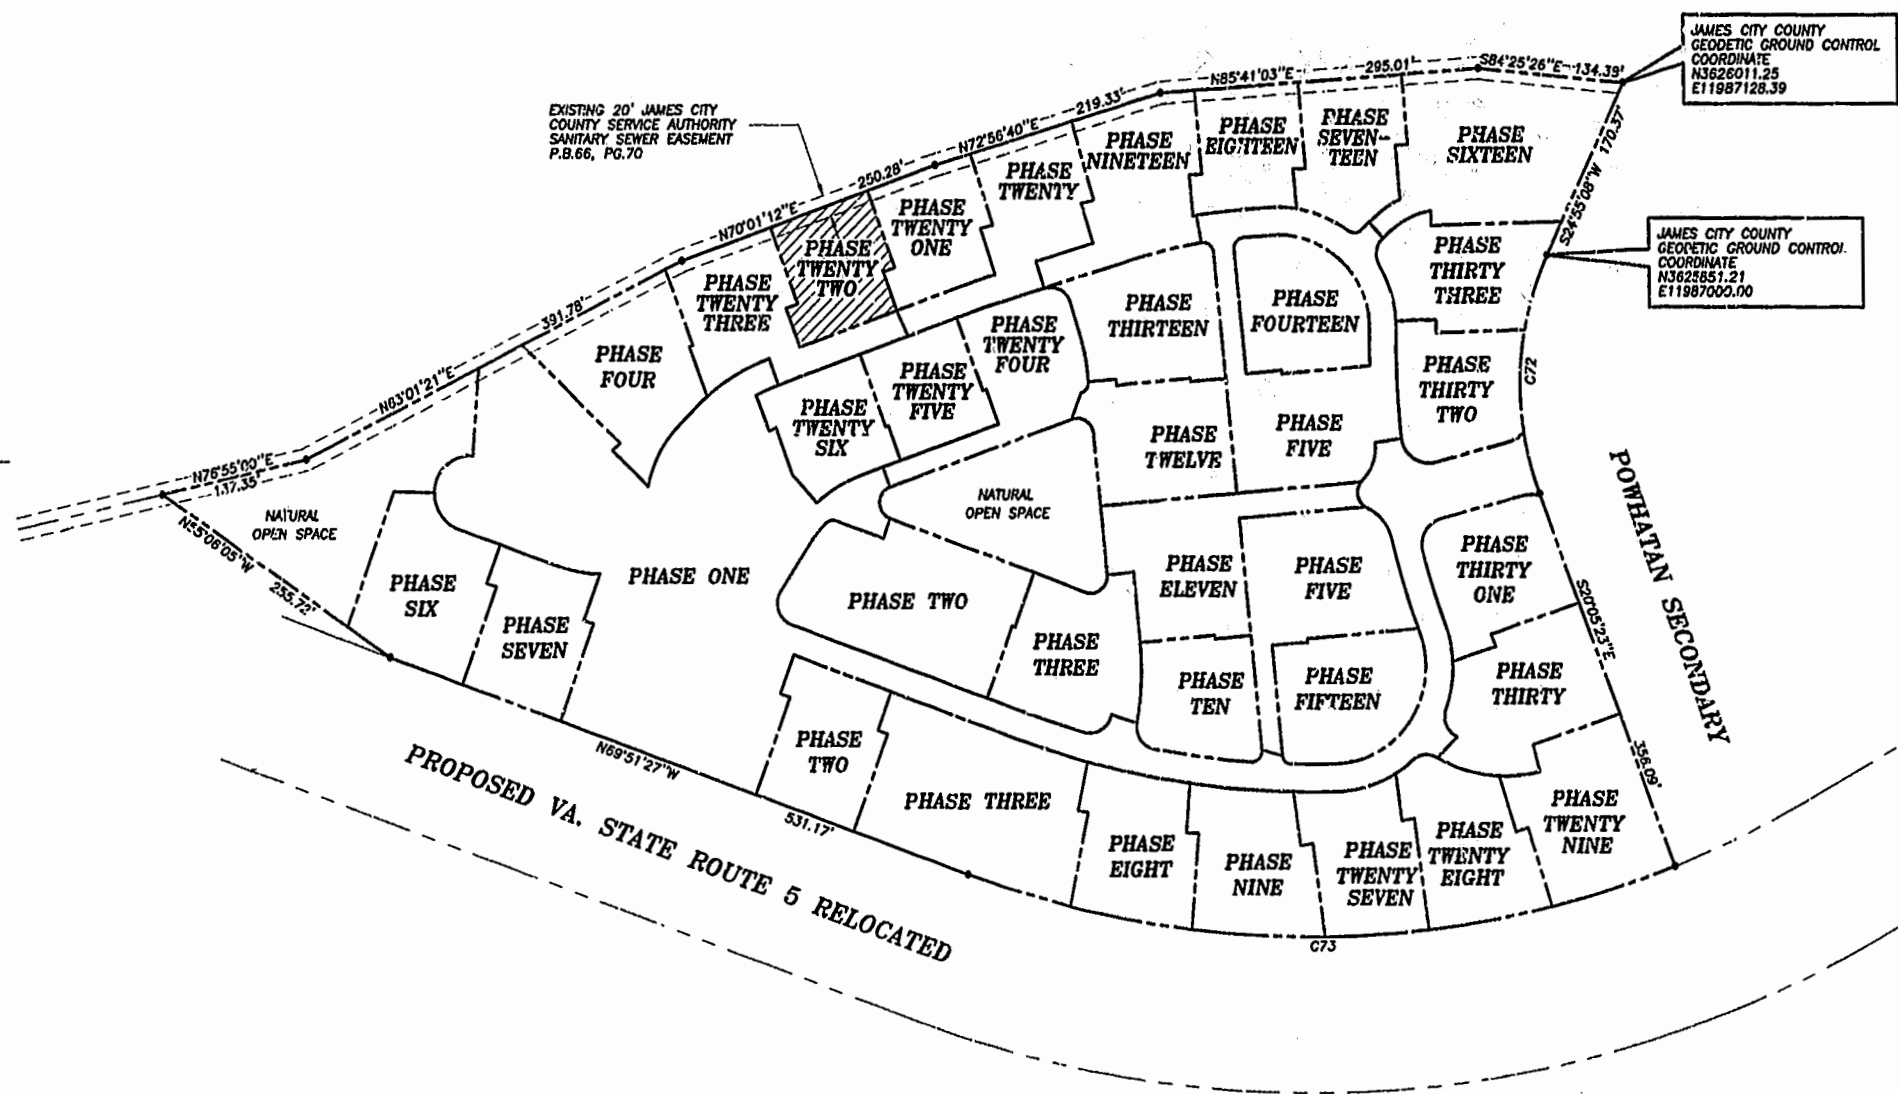 JAMES CITY COUNTY
GEODETIC GROUND CONTROL
COORDINATE
N3626011.25
E11987128.39
EXISTING 20' JAMES CITY
COUNTY SERVICE AUTHORITY
SANITARY SEWER EASEMENT
P.B.66, PG.70
N76°55'00"E
137.35'
N63°01'21"E
391.78'
N70°01'12"E
250.28'
N72°56'40"E
219.33'
N85°41'03"E
295.01'
S84°25'26"E
134.39'
S24°55'08"W 170.37'
JAMES CITY COUNTY
GEODETIC GROUND CONTROL
COORDINATE
N3625851.21
E11987000.00
PHASE
NINETEEN
PHASE
EIGHTEEN
PHASE
SEVEN-
TEEN
PHASE
SIXTEEN
PHASE
TWENTY
PHASE
TWENTY
ONE
PHASE
TWENTY
TWO
PHASE
TWENTY
THREE
PHASE
FOUR
PHASE
THIRTY
THREE
PHASE
THIRTEEN
PHASE
FOURTEEN
PHASE
TWENTY
FOUR
PHASE
TWENTY
FIVE
PHASE
TWENTY
SIX
PHASE
THIRTY
TWO
C72
PHASE
TWELVE
PHASE
FIVE
NATURAL
OPEN SPACE
NATURAL
OPEN SPACE
N55°06'05"W
255.72'
PHASE
SIX
PHASE
SEVEN
PHASE ONE
PHASE TWO
PHASE
THREE
PHASE
ELEVEN
PHASE
FIVE
PHASE
THIRTY
ONE
POWHATAN SECONDARY
S20°05'23"E
356.09'
PHASE
TEN
PHASE
FIFTEEN
PHASE
THIRTY
PHASE
TWO
PHASE THREE
PHASE
EIGHT
PHASE
NINE
PHASE
TWENTY
SEVEN
PHASE
TWENTY
EIGHT
PHASE
TWENTY
NINE
N69°51'27"W
531.17'
C73
PROPOSED VA. STATE ROUTE 5 RELOCATED